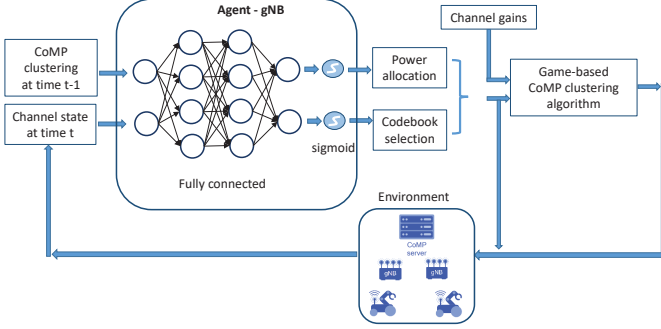 Agent - gNB
Channel gains
CoMP
clustering
at time t-1
Channel state
at time t
Power
allocation
Codebook
selection
sigmoid
Fully connected
Game-based
CoMP clustering
algorithm
Environment
CoMP
server
gNB
gNB